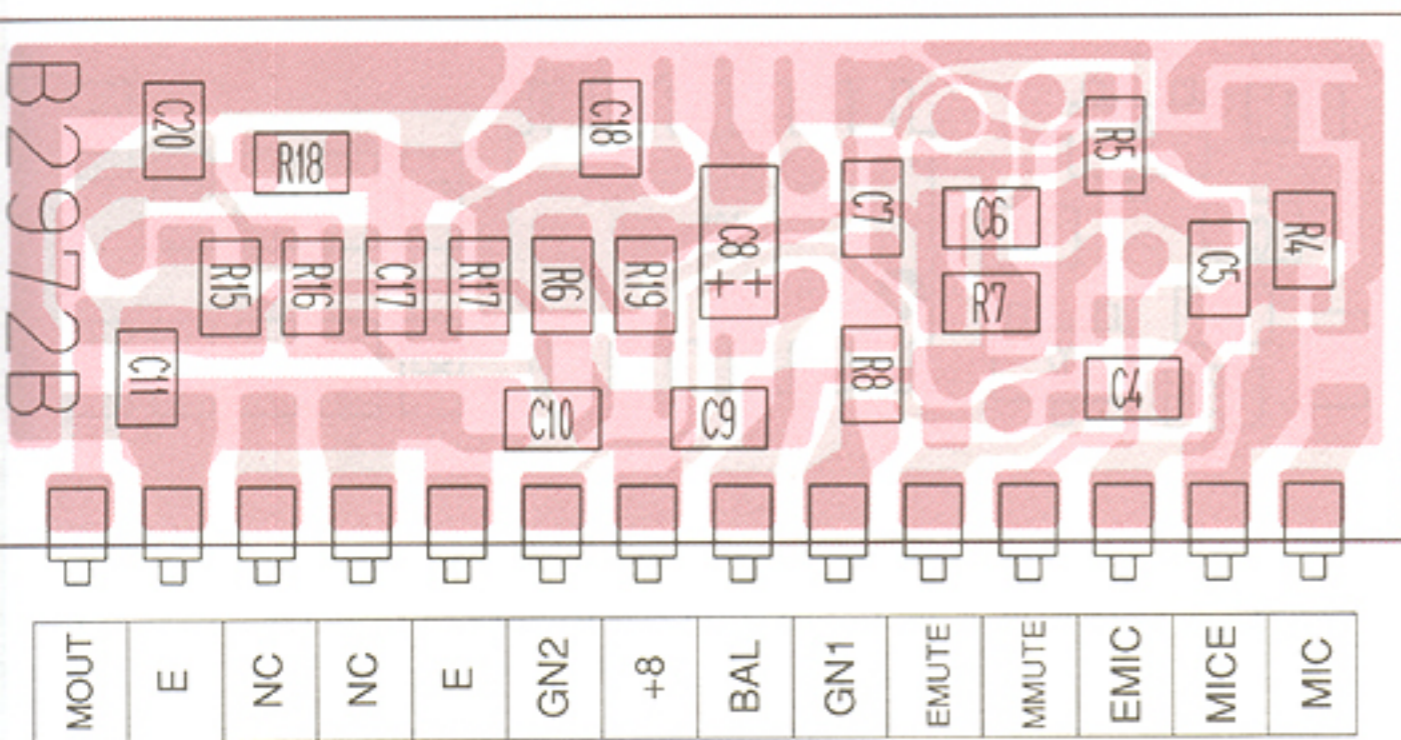 B2972B
C20
C18
R5
R18
C7
C6
R4
C8
++
C5
R15
R16
C17
R17
R6
R19
R7
C11
R8
C4
C10
C9
MOUT
E
NC
NC
E
GN2
+8
BAL
GN1
EMUTE
MMUTE
EMIC
MICE
MIC